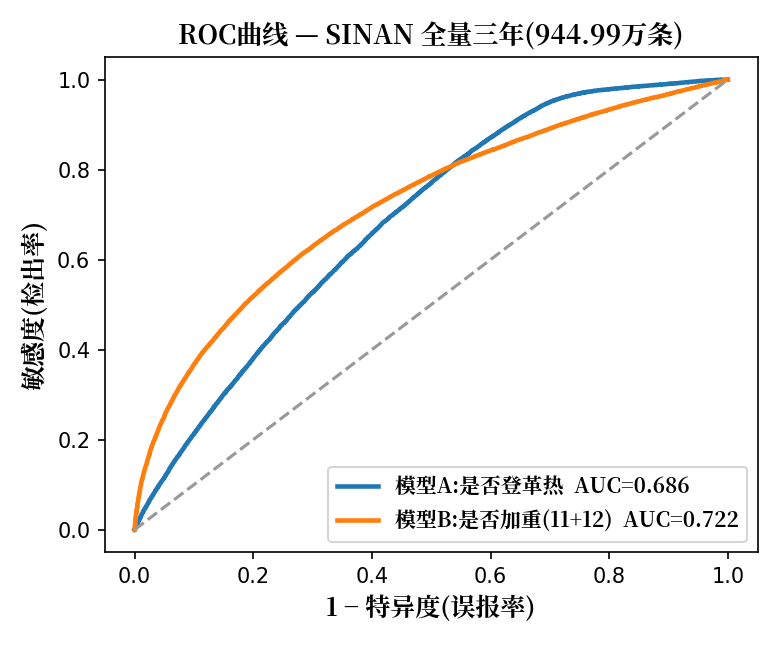 ROC曲线 — SINAN 全量三年(944.99万条)
敏感度(检出率)
1.0
0.8
0.6
0.4
0.2
0.0
模型A:是否登革热 AUC=0.686
模型B:是否加重(11+12) AUC=0.722
0.0 0.2 0.4 0.6 0.8 1.0
1 − 特异度(误报率)